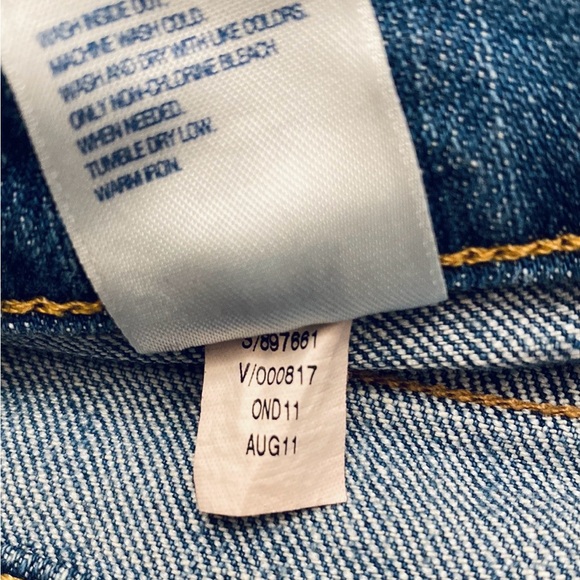 WASH INSIDE OUT.
MACHINE WASH COLD.
WASH AND DRY WITH LIKE COLORS.
ONLY NON-CHLORINE BLEACH
WHEN NEEDED.
TUMBLE DRY LOW.
WARM IRON.
S/897661
V/000817
OND11
AUG11